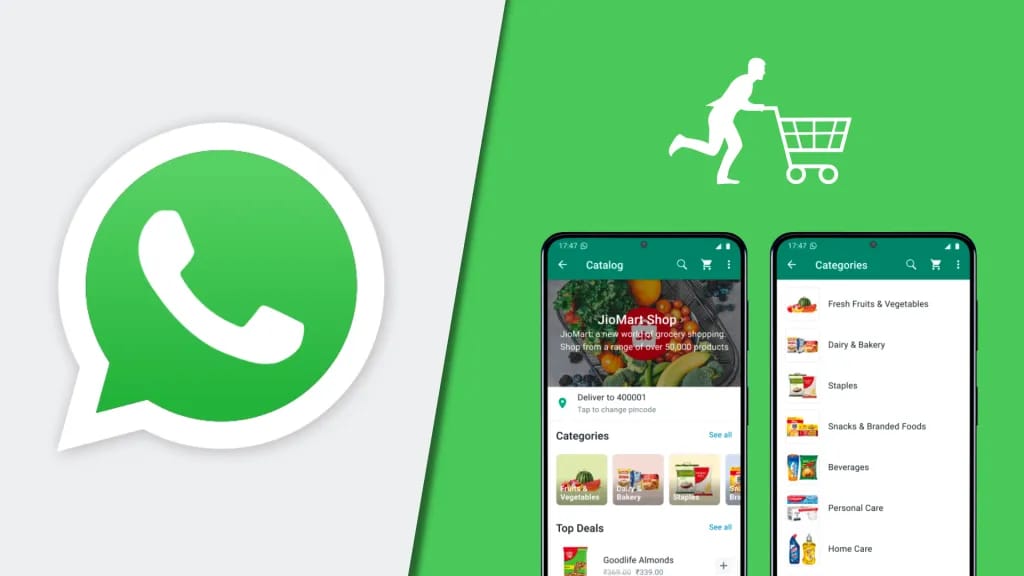 17:47
Catalog
JioMart Shop
JioMart: a new world of grocery shopping.
Shop from a range of over 50,000 products
Deliver to 400001
Tap to change pincode
Categories
See all
Fruits &
Vegetables
Dairy &
Bakery
Staples
Top Deals
See all
Goodlife Almonds
₹369.00 ₹339.00
17:47
Categories
Fresh Fruits & Vegetables
Dairy & Bakery
Staples
Snacks & Branded Foods
Beverages
Personal Care
Home Care